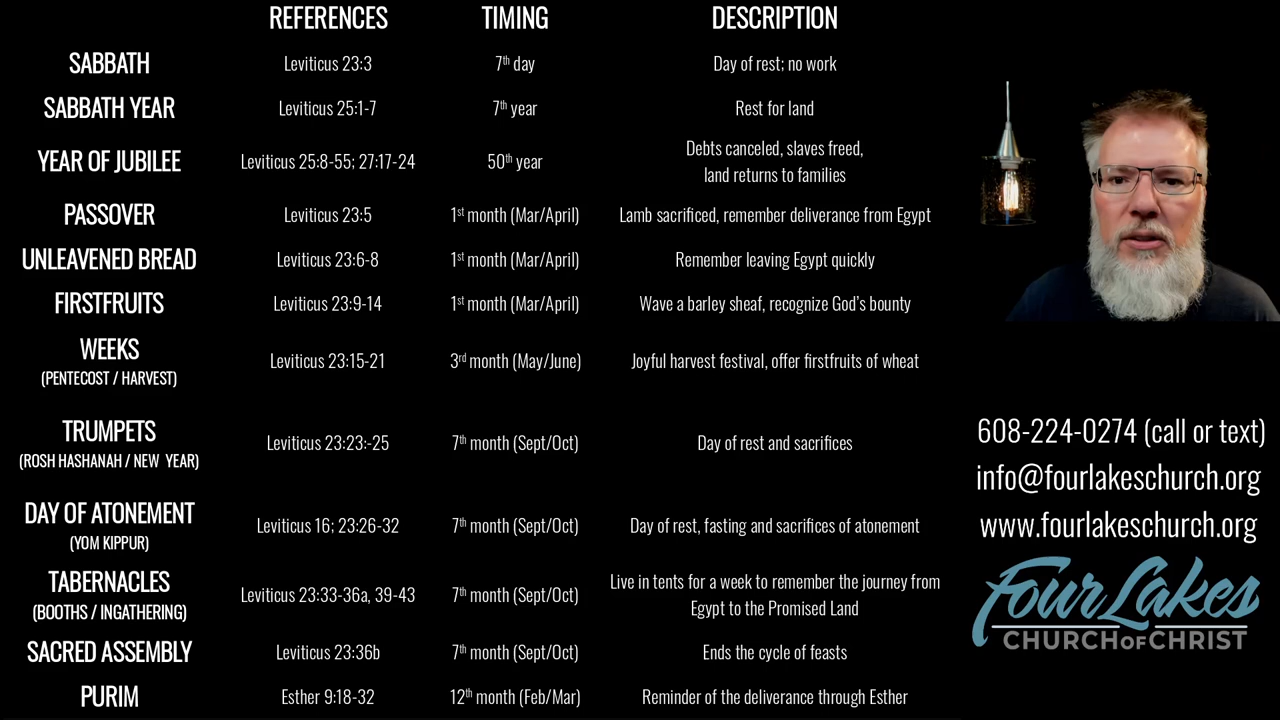 REFERENCES TIMING DESCRIPTION
SABBATH Leviticus 23:3 7th day Day of rest; no work
SABBATH YEAR Leviticus 25:1-7 7th year Rest for land
YEAR OF JUBILEE Leviticus 25:8-55; 27:17-24 50th year Debts canceled, slaves freed,
land returns to families
PASSOVER Leviticus 23:5 1st month (Mar/April) Lamb sacrificed, remember deliverance from Egypt
UNLEAVENED BREAD Leviticus 23:6-8 1st month (Mar/April) Remember leaving Egypt quickly
FIRSTFRUITS Leviticus 23:9-14 1st month (Mar/April) Wave a barley sheaf, recognize God's bounty
WEEKS Leviticus 23:15-21 3rd month (May/June) Joyful harvest festival, offer firstfruits of wheat
(PENTECOST / HARVEST)
TRUMPETS Leviticus 23:23:-25 7th month (Sept/Oct) Day of rest and sacrifices
(ROSH HASHANAH / NEW YEAR)
DAY OF ATONEMENT Leviticus 16; 23:26-32 7th month (Sept/Oct) Day of rest, fasting and sacrifices of atonement
(YOM KIPPUR)
TABERNACLES Leviticus 23:33-36a, 39-43 7th month (Sept/Oct) Live in tents for a week to remember the journey from
(BOOTHS / INGATHERING) Egypt to the Promised Land
SACRED ASSEMBLY Leviticus 23:36b 7th month (Sept/Oct) Ends the cycle of feasts
PURIM Esther 9:18-32 12th month (Feb/Mar) Reminder of the deliverance through Esther
608-224-0274 (call or text)
info@fourlakeschurch.org
www.fourlakeschurch.org
Four Lakes
CHURCH OF CHRIST